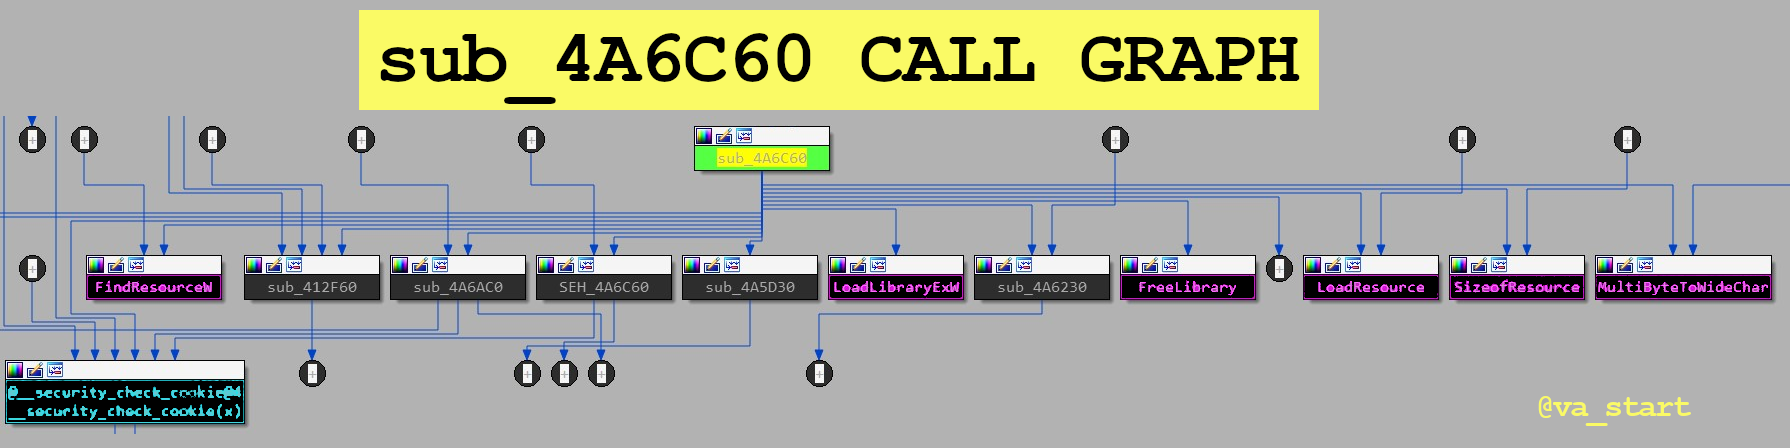 sub_4A6C60 CALL GRAPH
sub_4A6C60
FindResourceW
sub_412F60
sub_4A6AC0
SEH_4A6C60
sub_4A5D30
LoadLibraryExW
sub_4A6230
FreeLibrary
LoadResource
SizeofResource
MultiByteToWideChar
@__security_check_cookie@4
__security_check_cookie(x)
@va_start